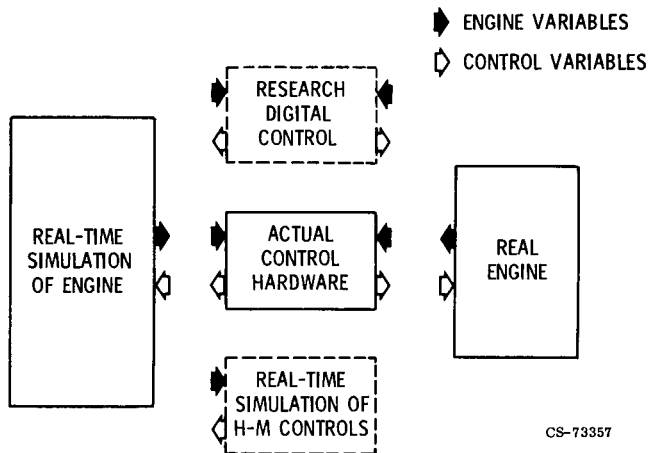 ENGINE VARIABLES
CONTROL VARIABLES
RESEARCH
DIGITAL
CONTROL
REAL-TIME
SIMULATION
OF ENGINE
ACTUAL
CONTROL
HARDWARE
REAL
ENGINE
REAL-TIME
SIMULATION OF
H-M CONTROLS
CS-73357